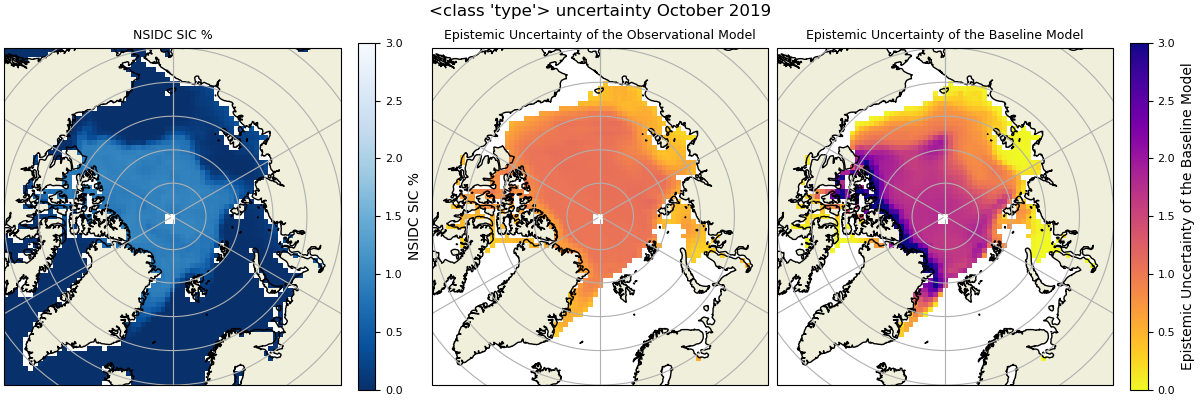 <class 'type'> uncertainty October 2019
NSIDC SIC %
Epistemic Uncertainty of the Observational Model
Epistemic Uncertainty of the Baseline Model
3.0
2.5
2.0
1.5
1.0
0.5
0.0
NSIDC SIC %
3.0
2.5
2.0
1.5
1.0
0.5
0.0
Epistemic Uncertainty of the Baseline Model